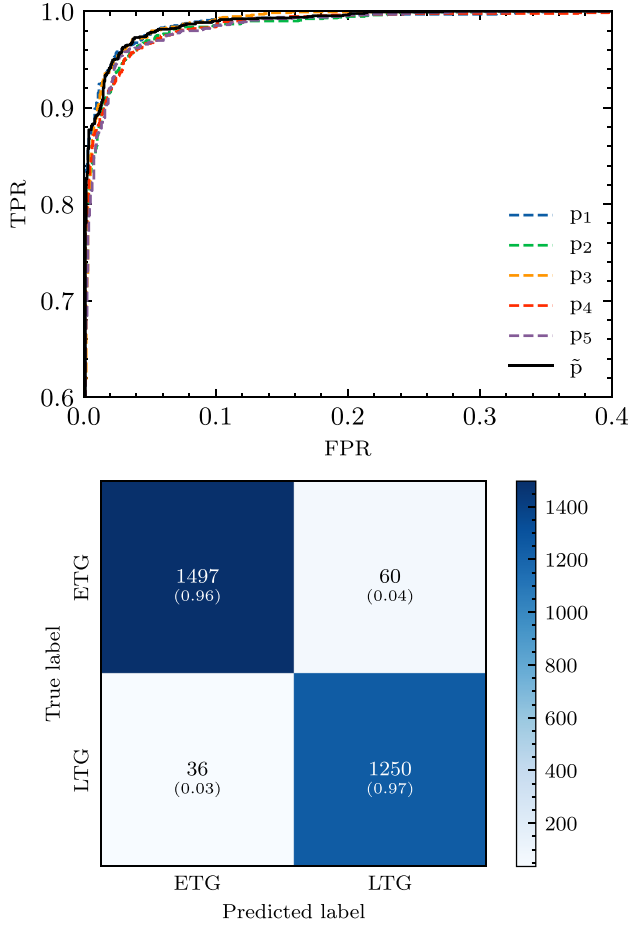 1.0
0.9
0.8
0.7
0.6
TPR
0.0 0.1 0.2 0.3 0.4
FPR
p₁
p₂
p₃
p₄
p₅
p̃
ETG
LTG
True label
1497
(0.96)
60
(0.04)
36
(0.03)
1250
(0.97)
ETG LTG
Predicted label
1400
1200
1000
800
600
400
200